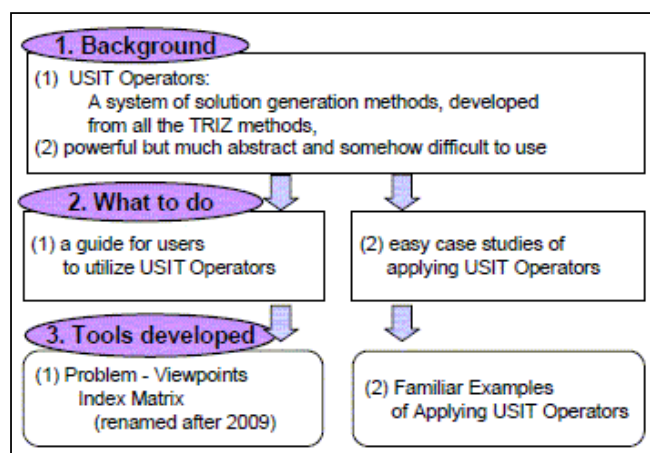 1. Background
(1) USIT Operators:
A system of solution generation methods, developed
from all the TRIZ methods,
(2) powerful but much abstract and somehow difficult to use
2. What to do
(1) a guide for users
to utilize USIT Operators
(2) easy case studies of
applying USIT Operators
3. Tools developed
(1) Problem - Viewpoints
Index Matrix
(renamed after 2009)
(2) Familiar Examples
of Applying USIT Operators